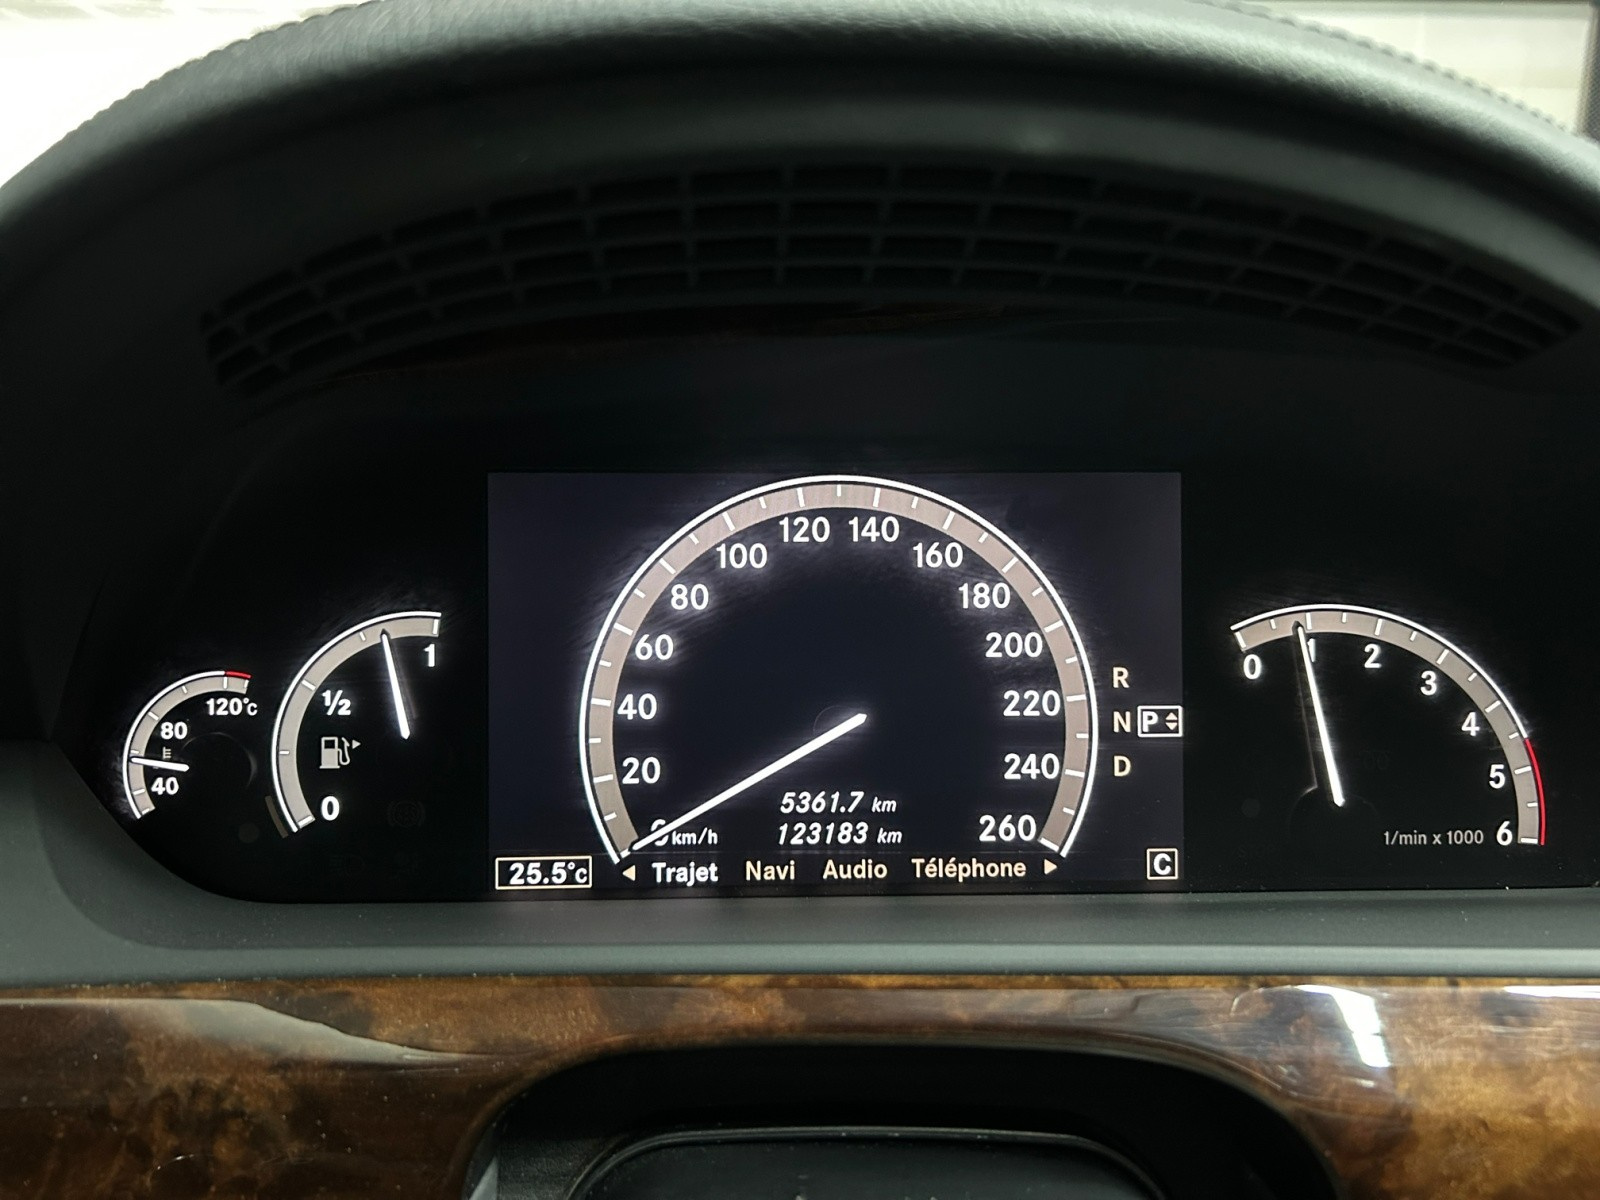 120 140
100 160
80 180
60 200
40 220
20 240
0 km/h 260
5361.7 km
123183 km
25.5°C
Trajet Navi Audio Téléphone
C
R
N P
D
120°C
80
40
1
½
0
0 1 2 3 4 5 6
1/min x 1000